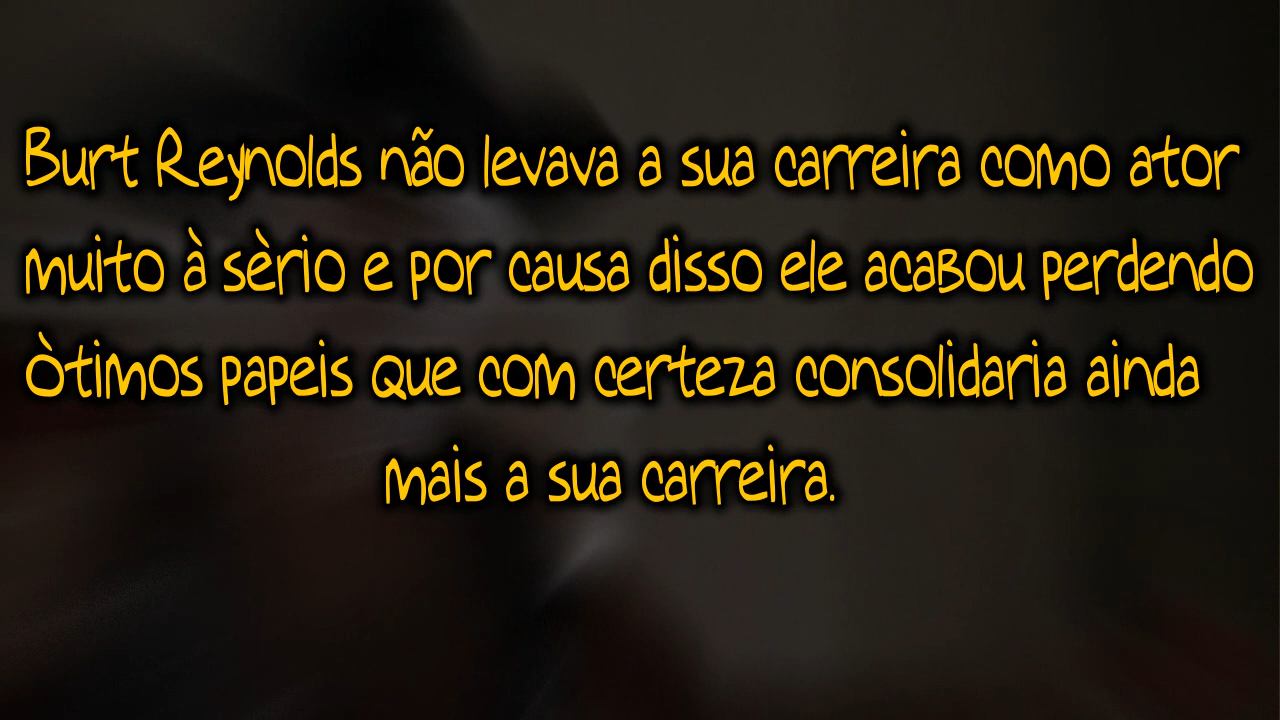 Burt Reynolds não levava a sua carreira como ator
muito à sèrio e por causa disso ele acabou perdendo
Òtimos papeis que com certeza consolidaria ainda
mais a sua carreira.